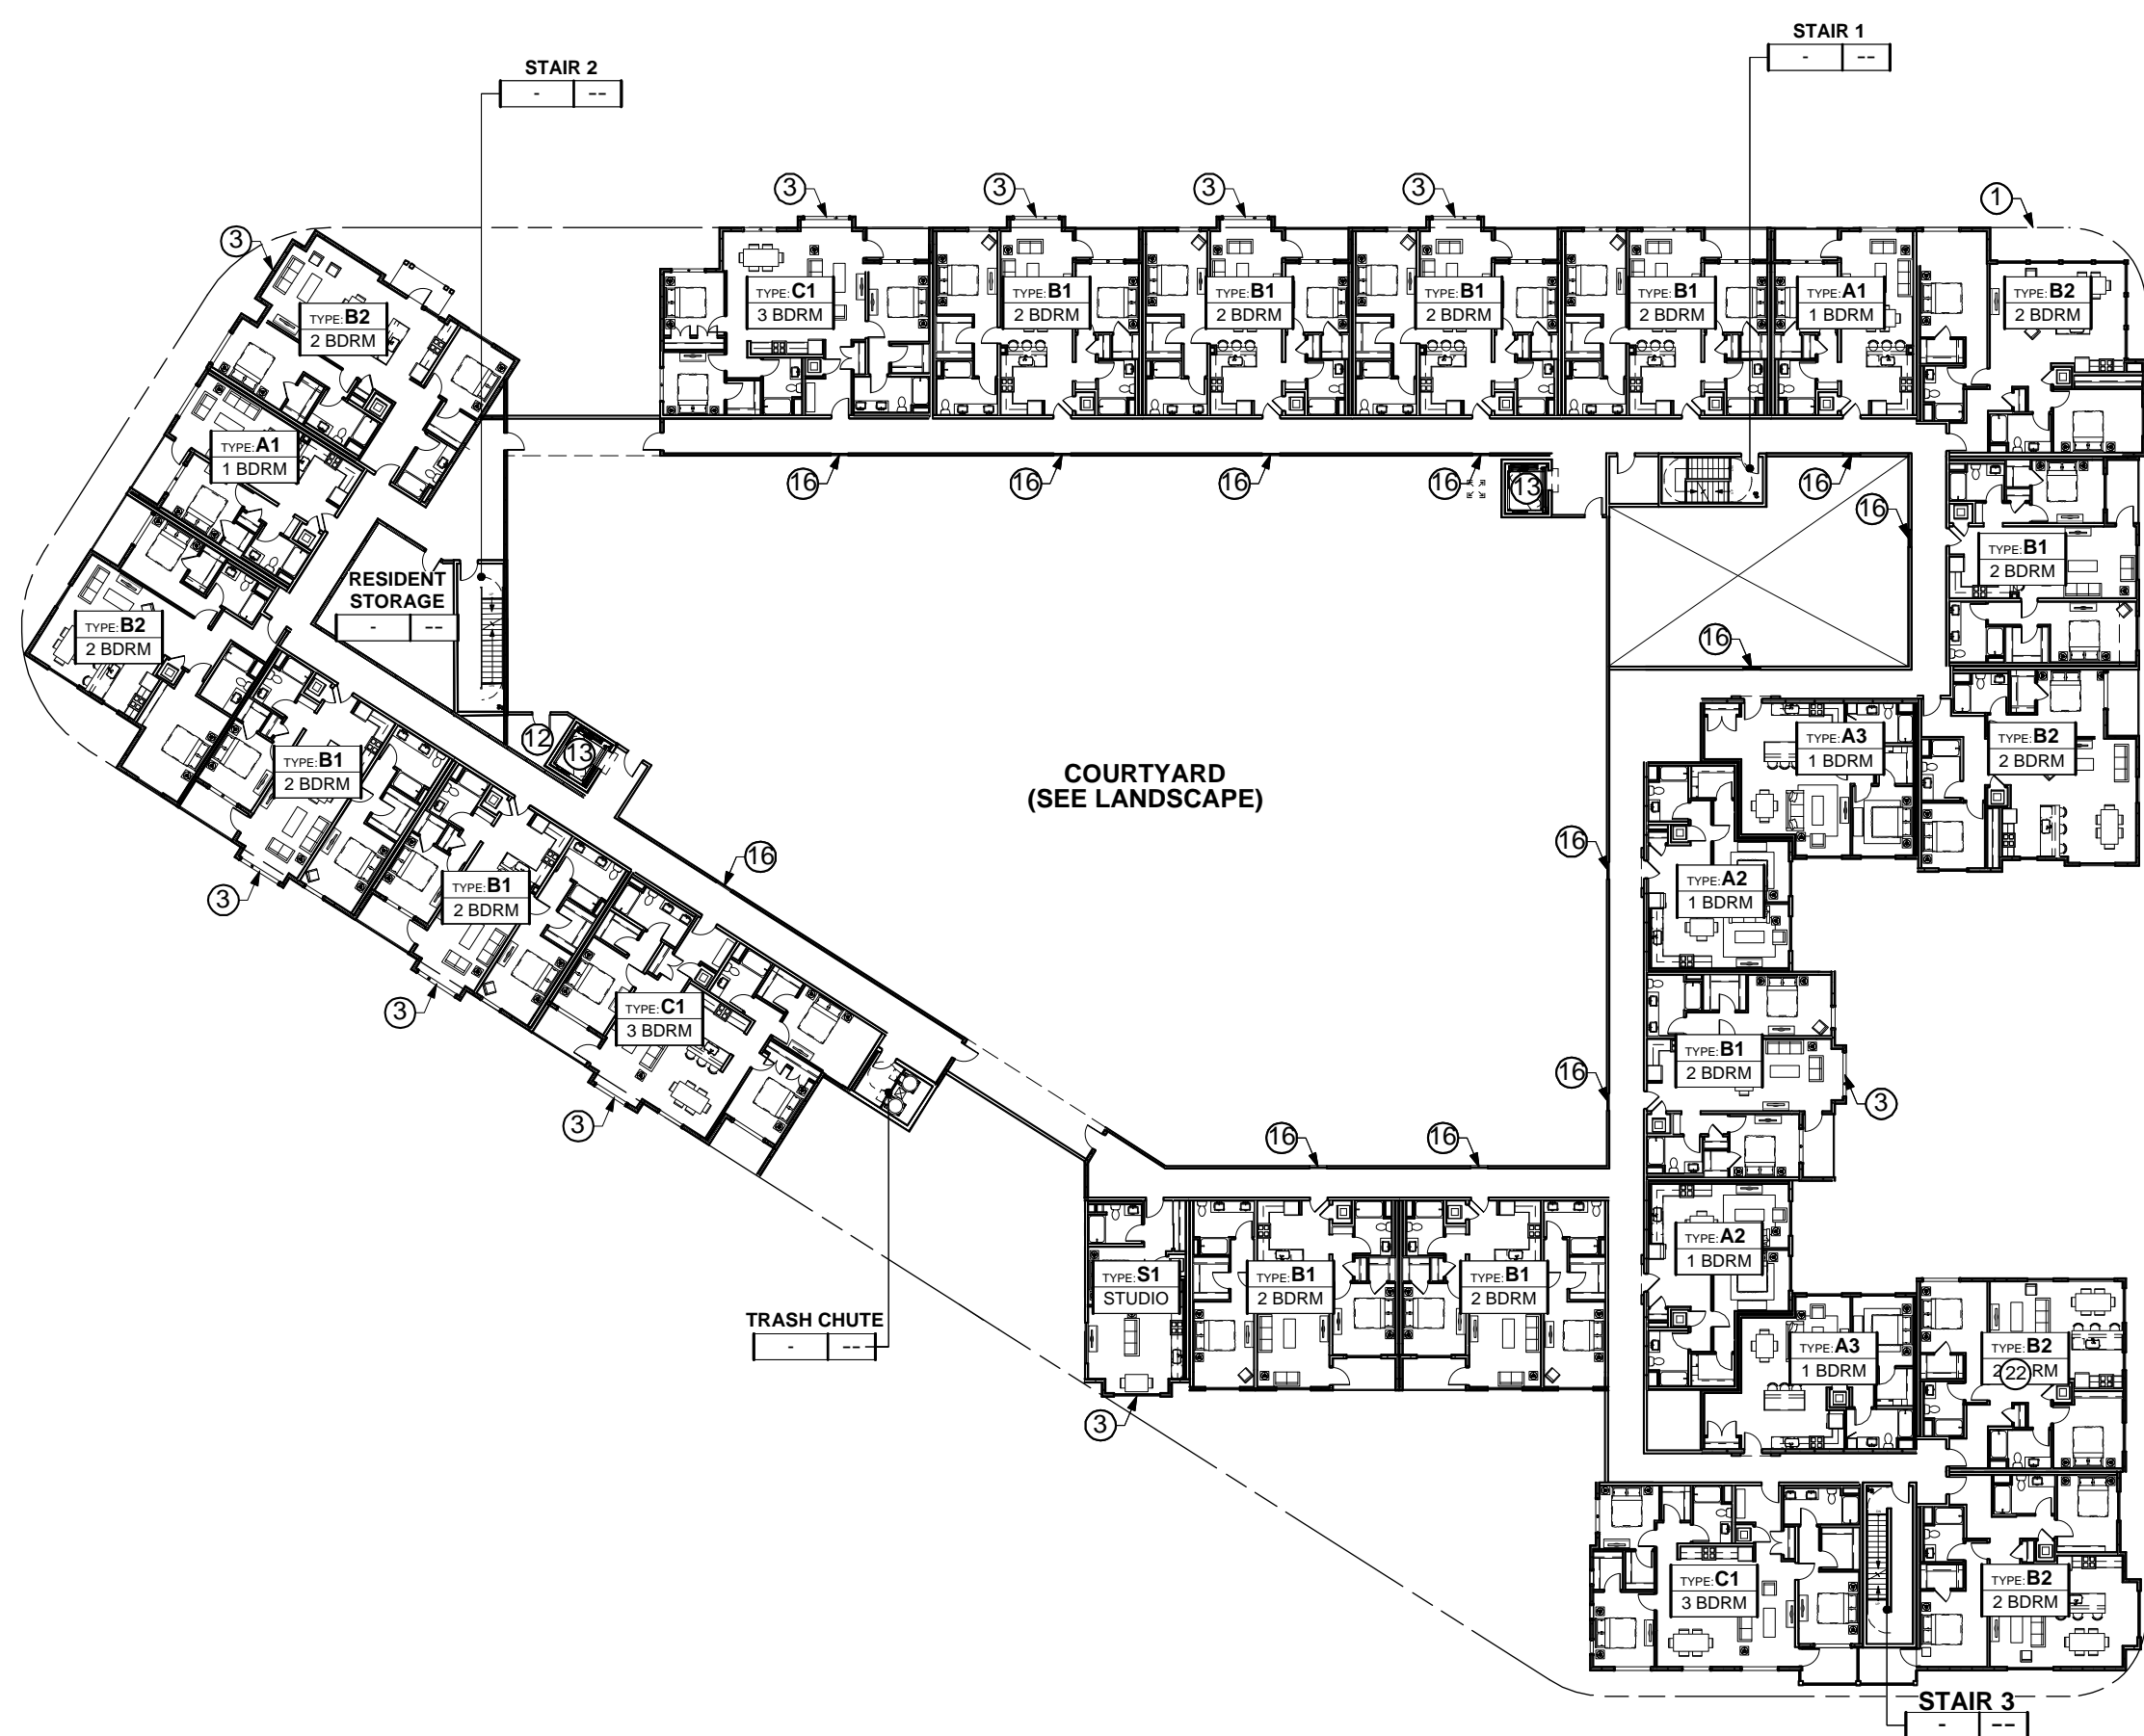 STAIR 1
- --
STAIR 2
- --
3
3
3
3
1
3
TYPE: B2
2 BDRM
TYPE: C1
3 BDRM
TYPE: B1
2 BDRM
TYPE: B1
2 BDRM
TYPE: B1
2 BDRM
TYPE: B1
2 BDRM
TYPE: A1
1 BDRM
TYPE: B2
2 BDRM
TYPE: A1
1 BDRM
16
16
16
16
13
16
16
TYPE: B1
2 BDRM
RESIDENT
STORAGE
- --
TYPE: B2
2 BDRM
16
12
13
TYPE: B1
2 BDRM
COURTYARD
(SEE LANDSCAPE)
TYPE: A3
1 BDRM
TYPE: B2
2 BDRM
16
16
TYPE: A2
1 BDRM
3
TYPE: B1
2 BDRM
3
TYPE: C1
3 BDRM
TYPE: B1
2 BDRM
16
3
3
16
16
TYPE: A2
1 BDRM
TYPE: S1
STUDIO
TYPE: B1
2 BDRM
TYPE: B1
2 BDRM
TRASH CHUTE
- --
TYPE: A3
1 BDRM
TYPE: B2
2 RM
22
3
TYPE: C1
3 BDRM
TYPE: B2
2 BDRM
STAIR 3
- --